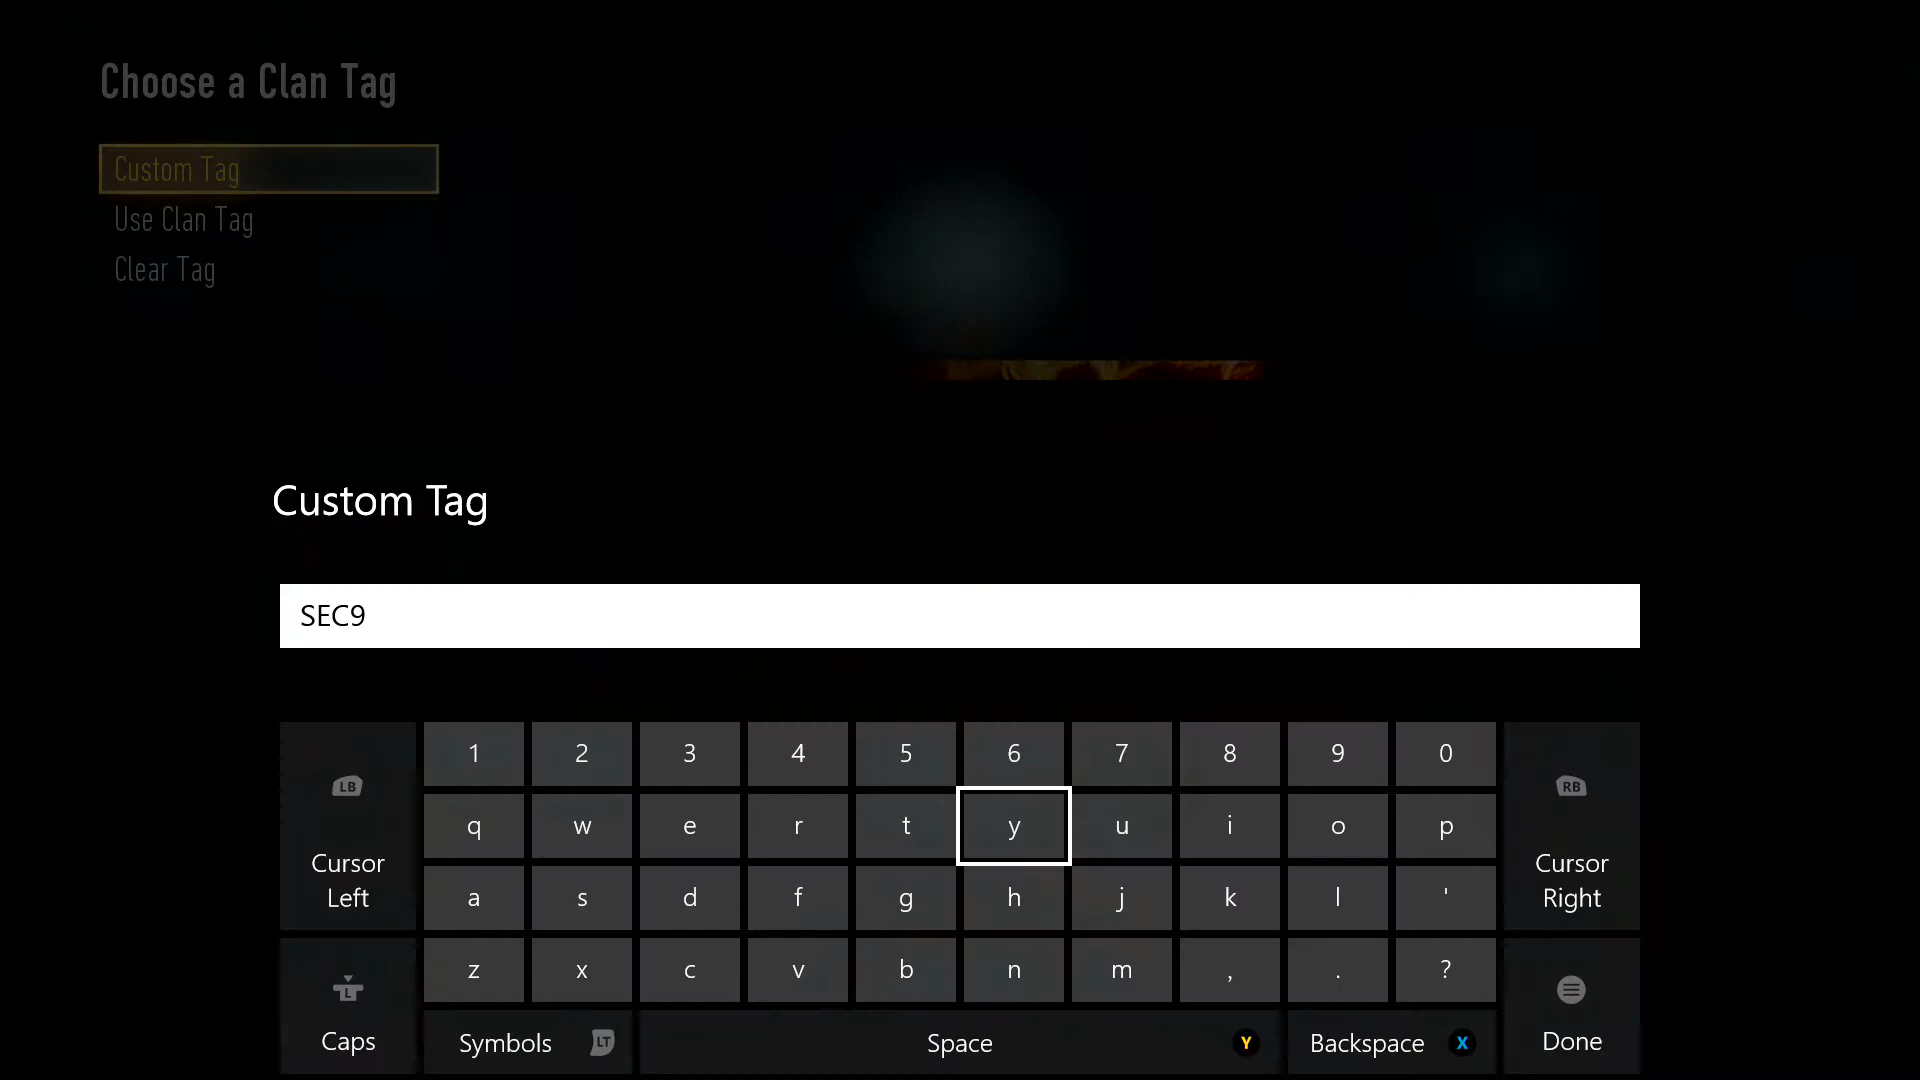 Choose a Clan Tag
Custom Tag
Use Clan Tag
Clear Tag
Custom Tag
SEC9
1 2 3 4 5 6 7 8 9 0
LB RB
q w e r t y u i o p
Cursor Left Cursor Right
a s d f g h j k l '
z x c v b n m , . ?
L
Caps Symbols LT Space Y Backspace X Done